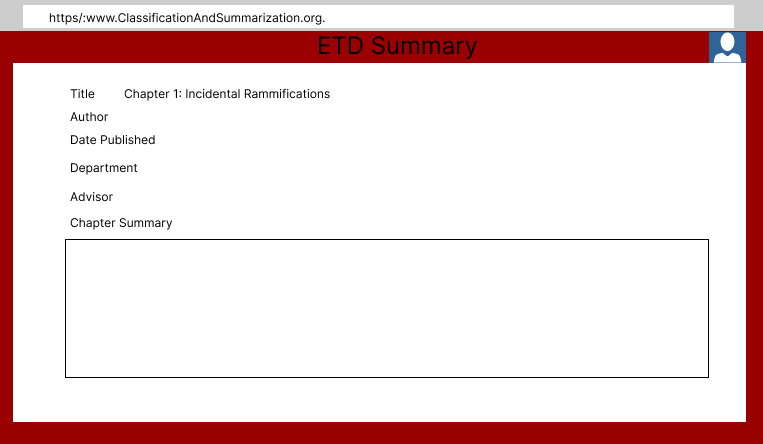 https/:www.ClassificationAndSummarization.org.
ETD Summary
Title Chapter 1: Incidental Rammifications
Author
Date Published
Department
Advisor
Chapter Summary